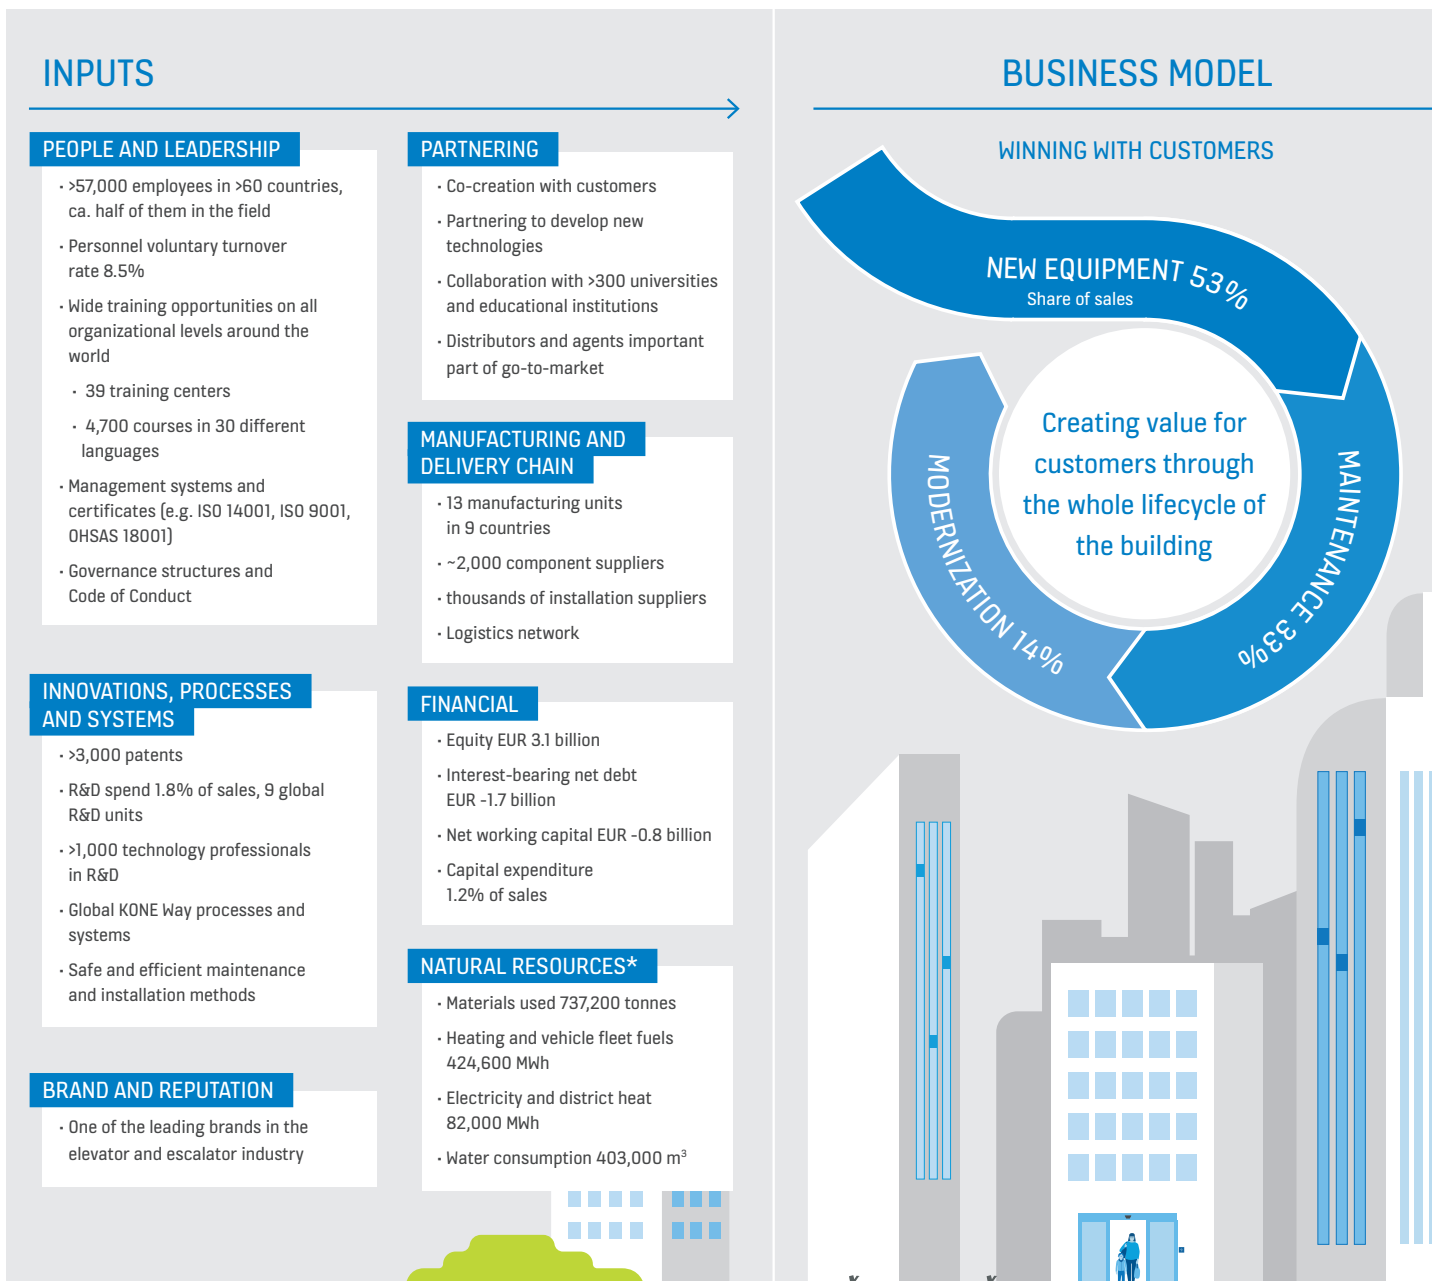 INPUTS
PEOPLE AND LEADERSHIP
· >57,000 employees in >60 countries,
ca. half of them in the field
· Personnel voluntary turnover
rate 8.5%
· Wide training opportunities on all
organizational levels around the
world
· 39 training centers
· 4,700 courses in 30 different
languages
· Management systems and
certificates (e.g. ISO 14001, ISO 9001,
OHSAS 18001)
· Governance structures and
Code of Conduct
INNOVATIONS, PROCESSES
AND SYSTEMS
· >3,000 patents
· R&D spend 1.8% of sales, 9 global
R&D units
· >1,000 technology professionals
in R&D
· Global KONE Way processes and
systems
· Safe and efficient maintenance
and installation methods
BRAND AND REPUTATION
· One of the leading brands in the
elevator and escalator industry
PARTNERING
· Co-creation with customers
· Partnering to develop new
technologies
· Collaboration with >300 universities
and educational institutions
· Distributors and agents important
part of go-to-market
MANUFACTURING AND
DELIVERY CHAIN
· 13 manufacturing units
in 9 countries
· ~2,000 component suppliers
· thousands of installation suppliers
· Logistics network
FINANCIAL
· Equity EUR 3.1 billion
· Interest-bearing net debt
EUR -1.7 billion
· Net working capital EUR -0.8 billion
· Capital expenditure
1.2% of sales
NATURAL RESOURCES*
· Materials used 737,200 tonnes
· Heating and vehicle fleet fuels
424,600 MWh
· Electricity and district heat
82,000 MWh
· Water consumption 403,000 m³
BUSINESS MODEL
WINNING WITH CUSTOMERS
NEW EQUIPMENT 53%
Share of sales
MAINTENANCE 33%
MODERNIZATION 14%
Creating value for
customers through
the whole lifecycle of
the building